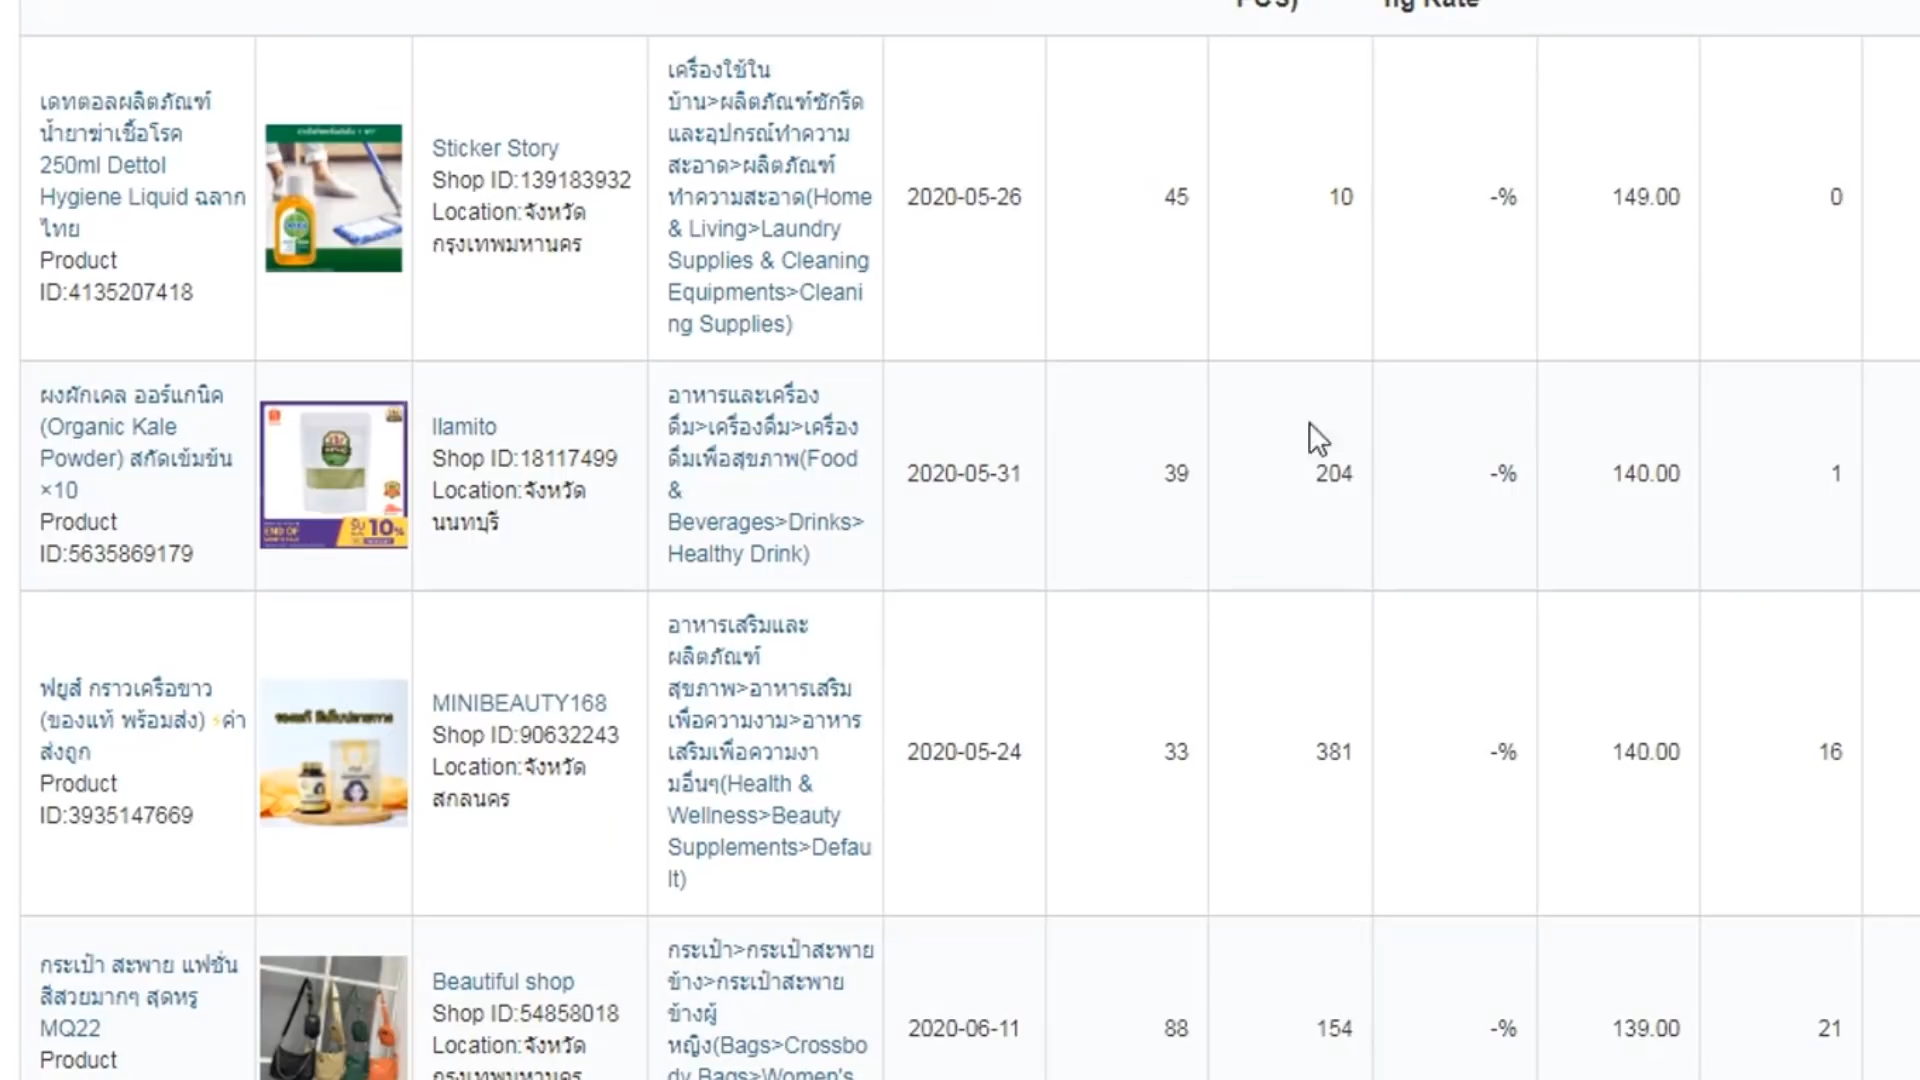 เดทตอลผลิตภัณฑ์
น้ำยาฆ่าเชื้อโรค
250ml Dettol
Hygiene Liquid ฉลาก
ไทย
Product
ID:4135207418
Sticker Story
Shop ID:139183932
Location:จังหวัด
กรุงเทพมหานคร
เครื่องใช้ใน
บ้าน>ผลิตภัณฑ์ซักรีด
และอุปกรณ์ทำความ
สะอาด>ผลิตภัณฑ์
ทำความสะอาด(Home
& Living>Laundry
Supplies & Cleaning
Equipments>Cleani
ng Supplies)
2020-05-26
45
10
-%
149.00
0
ผงผักเคล ออร์แกนิค
(Organic Kale
Powder) สกัดเข้มข้น
×10
Product
ID:5635869179
END OF
รับ 10%
llamito
Shop ID:18117499
Location:จังหวัด
นนทบุรี
อาหารและเครื่อง
ดื่ม>เครื่องดื่ม>เครื่อง
ดื่มเพื่อสุขภาพ(Food
&
Beverages>Drinks>
Healthy Drink)
2020-05-31
39
204
-%
140.00
1
ฟยูส์ กราวเครือขาว
(ของแท้ พร้อมส่ง) ⚡ค่า
ส่งถูก
Product
ID:3935147669
MINIBEAUTY168
Shop ID:90632243
Location:จังหวัด
สกลนคร
อาหารเสริมและ
ผลิตภัณฑ์
สุขภาพ>อาหารเสริม
เพื่อความงาม>อาหาร
เสริมเพื่อความงา
มอื่นๆ(Health &
Wellness>Beauty
Supplements>Defau
lt)
2020-05-24
33
381
-%
140.00
16
กระเป๋า สะพาย แฟชั่น
สีสวยมากๆ สุดหรู
MQ22
Product
Beautiful shop
Shop ID:54858018
Location:จังหวัด
กรุงเทพมหานคร
กระเป๋า>กระเป๋าสะพาย
ข้าง>กระเป๋าสะพาย
ข้างผู้
หญิง(Bags>Crossbo
dy Bags>Women's
2020-06-11
88
154
-%
139.00
21